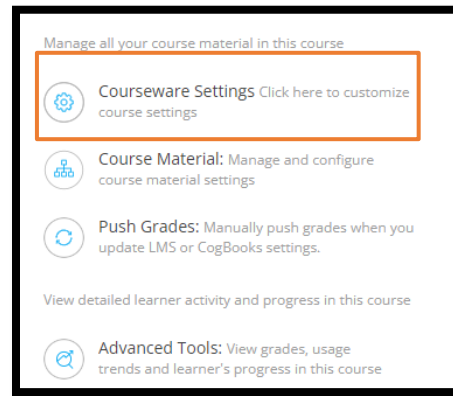 Manage all your course material in this course
Courseware Settings Click here to customize
course settings
Course Material: Manage and configure
course material settings
Push Grades: Manually push grades when you
update LMS or CogBooks settings.
View detailed learner activity and progress in this course
Advanced Tools: View grades, usage
trends and learner's progress in this course